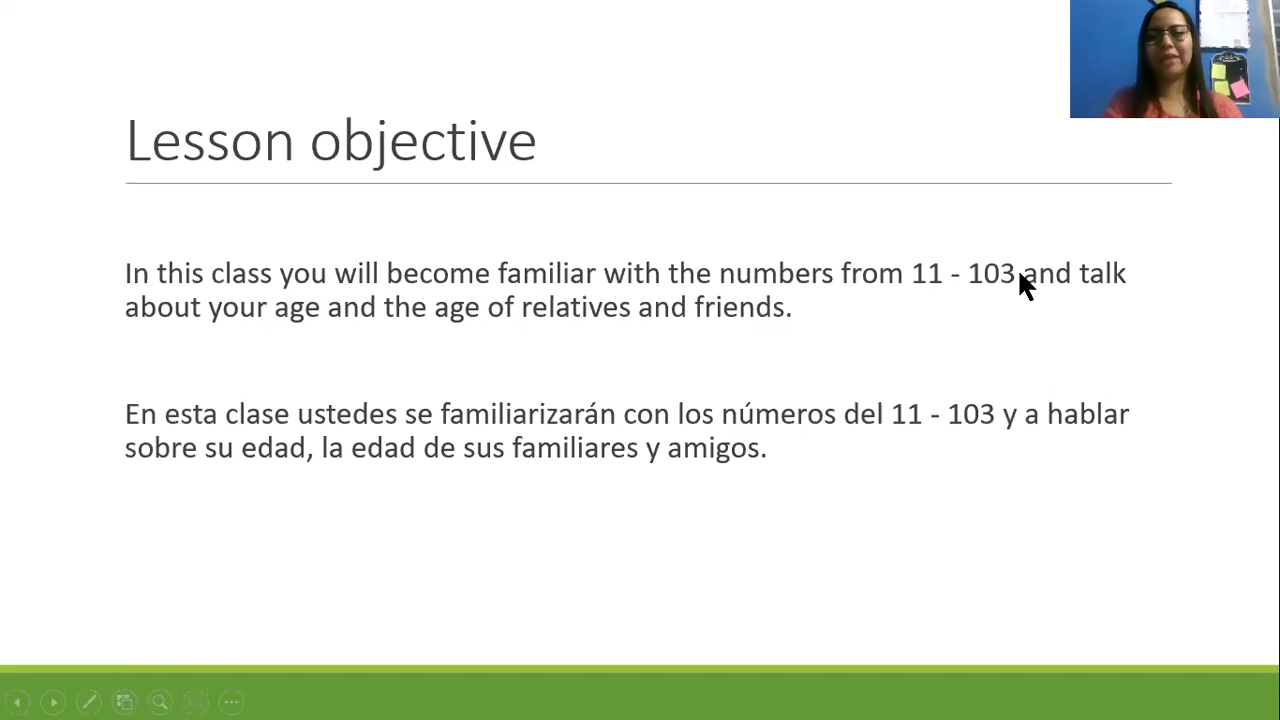 Lesson objective
In this class you will become familiar with the numbers from 11 - 103 and talk
about your age and the age of relatives and friends.
En esta clase ustedes se familiarizarán con los números del 11 - 103 y a hablar
sobre su edad, la edad de sus familiares y amigos.